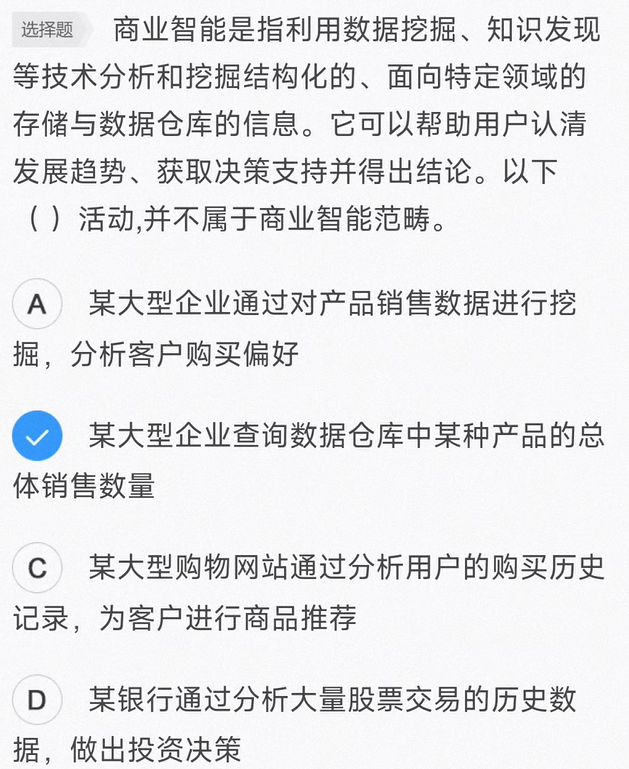 选择题 商业智能是指利用数据挖掘、知识发现
等技术分析和挖掘结构化的、面向特定领域的
存储与数据仓库的信息。它可以帮助用户认清
发展趋势、获取决策支持并得出结论。以下
（ ）活动,并不属于商业智能范畴。
A 某大型企业通过对产品销售数据进行挖
掘，分析客户购买偏好
某大型企业查询数据仓库中某种产品的总
体销售数量
C 某大型购物网站通过分析用户的购买历史
记录，为客户进行商品推荐
D 某银行通过分析大量股票交易的历史数
据，做出投资决策